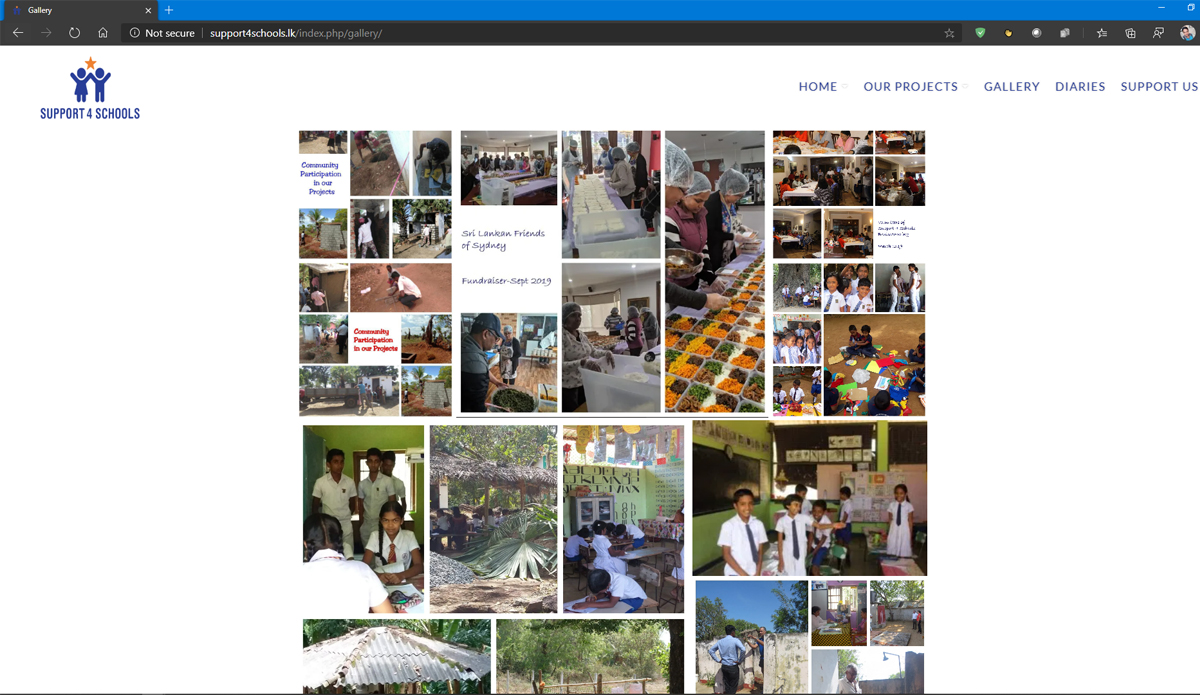 Gallery
Not secure
support4schools.lk/index.php/gallery/
SUPPORT 4 SCHOOLS
HOME
OUR PROJECTS
GALLERY
DIARIES
SUPPORT US
Community
Participation
in our
Projects
Sri Lankan Friends
of Sydney
Fundraiser-Sept 2019
Community
Participation
in our Projects